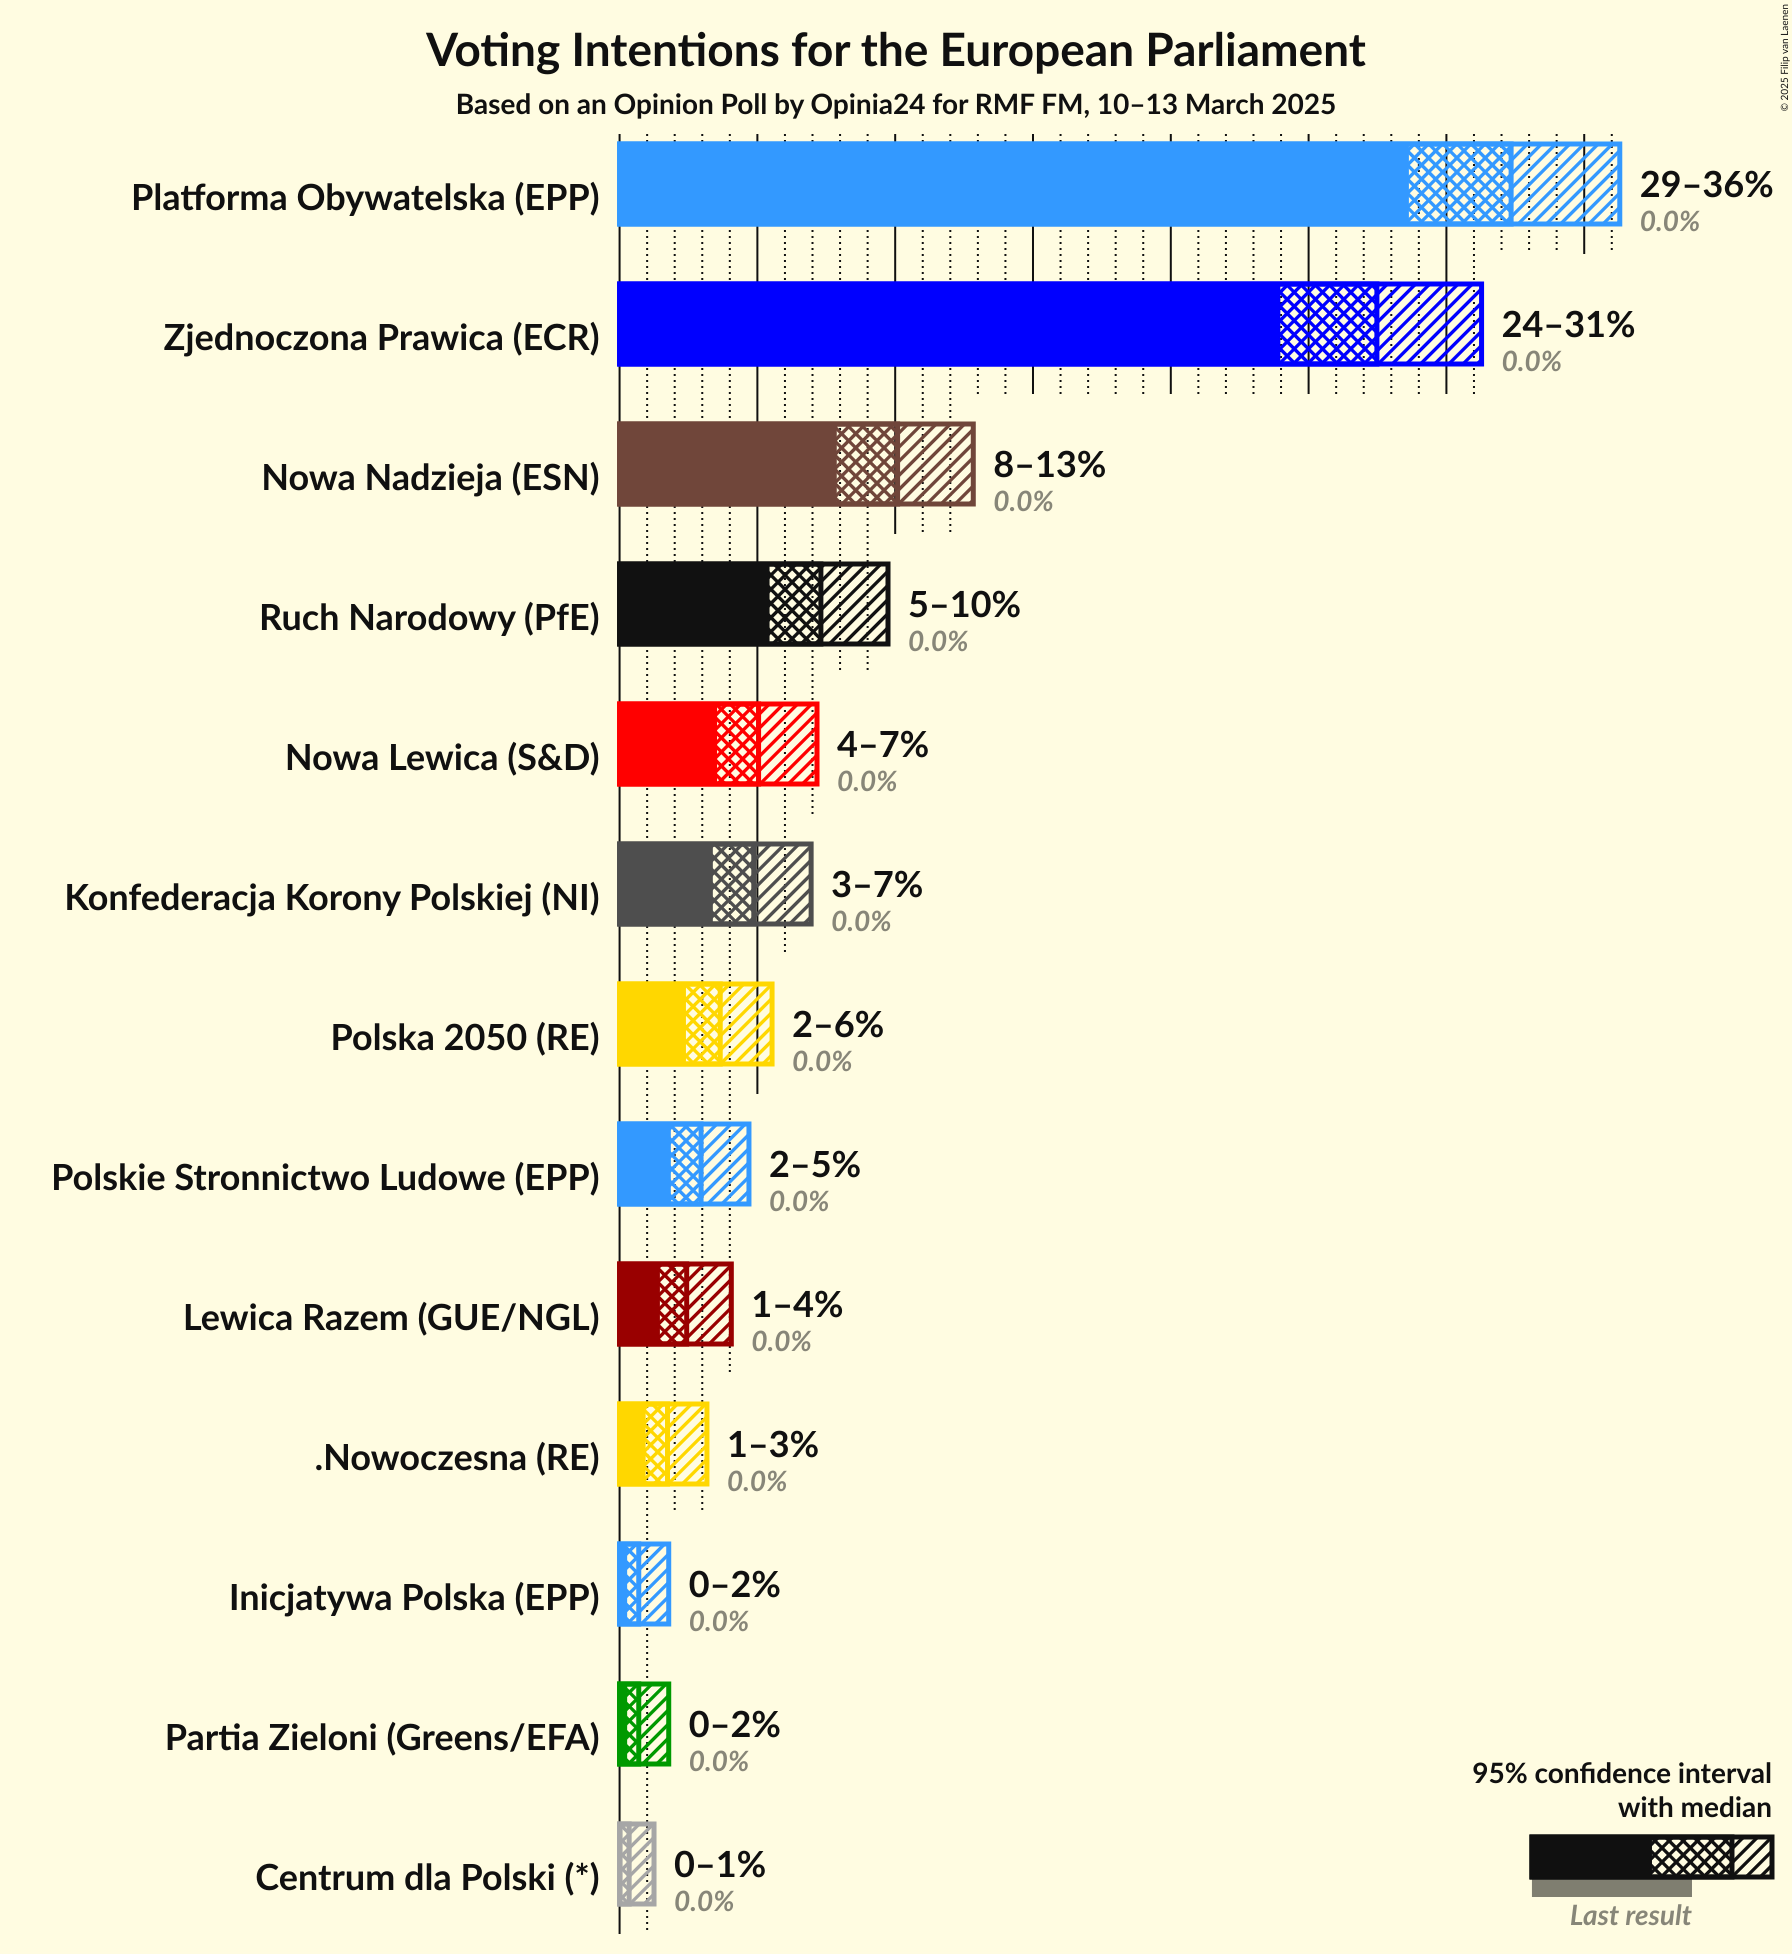 Voting Intentions for the European Parliament
Based on an Opinion Poll by Opinia24 for RMF FM, 10–13 March 2025
© 2025 Filip van Laenen
Platforma Obywatelska (EPP)
29–36%
0.0%
Zjednoczona Prawica (ECR)
24–31%
0.0%
Nowa Nadzieja (ESN)
8–13%
0.0%
Ruch Narodowy (PfE)
5–10%
0.0%
Nowa Lewica (S&D)
4–7%
0.0%
Konfederacja Korony Polskiej (NI)
3–7%
0.0%
Polska 2050 (RE)
2–6%
0.0%
Polskie Stronnictwo Ludowe (EPP)
2–5%
0.0%
Lewica Razem (GUE/NGL)
1–4%
0.0%
.Nowoczesna (RE)
1–3%
0.0%
Inicjatywa Polska (EPP)
0–2%
0.0%
Partia Zieloni (Greens/EFA)
0–2%
0.0%
Centrum dla Polski (*)
0–1%
0.0%
95% confidence interval
with median
Last result